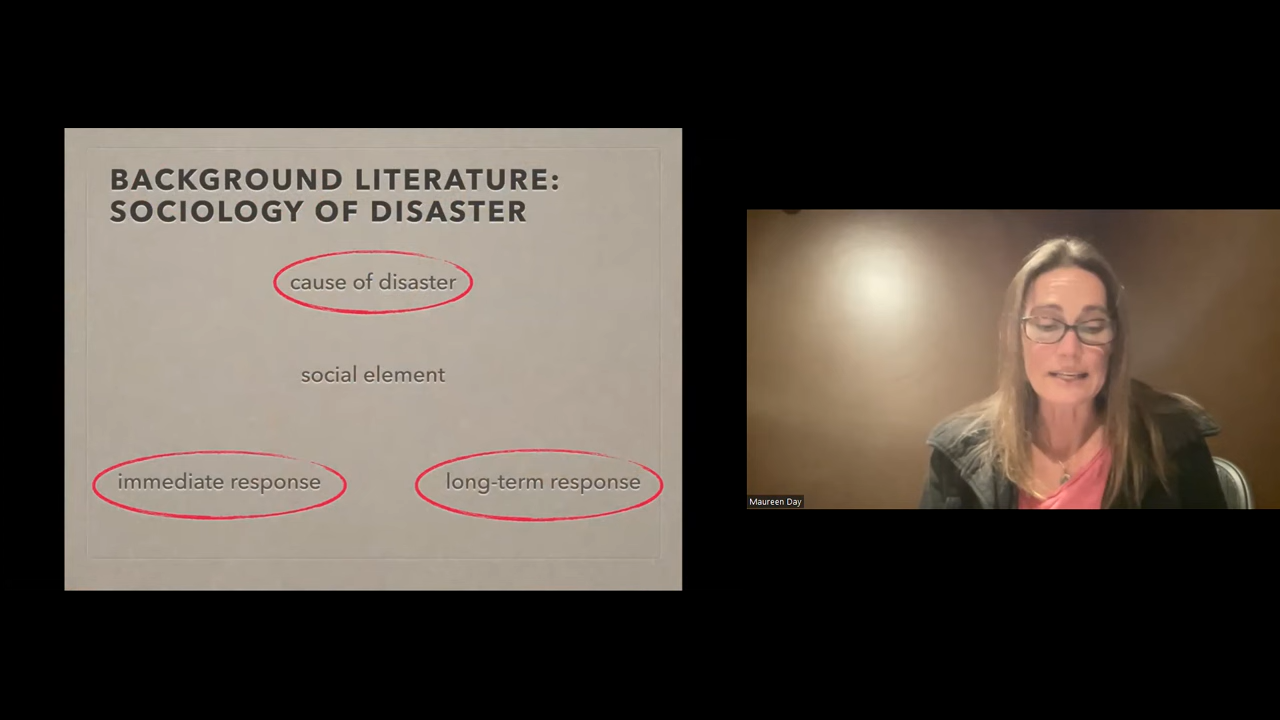 BACKGROUND LITERATURE:
SOCIOLOGY OF DISASTER
cause of disaster
social element
immediate response
long-term response
Maureen Day